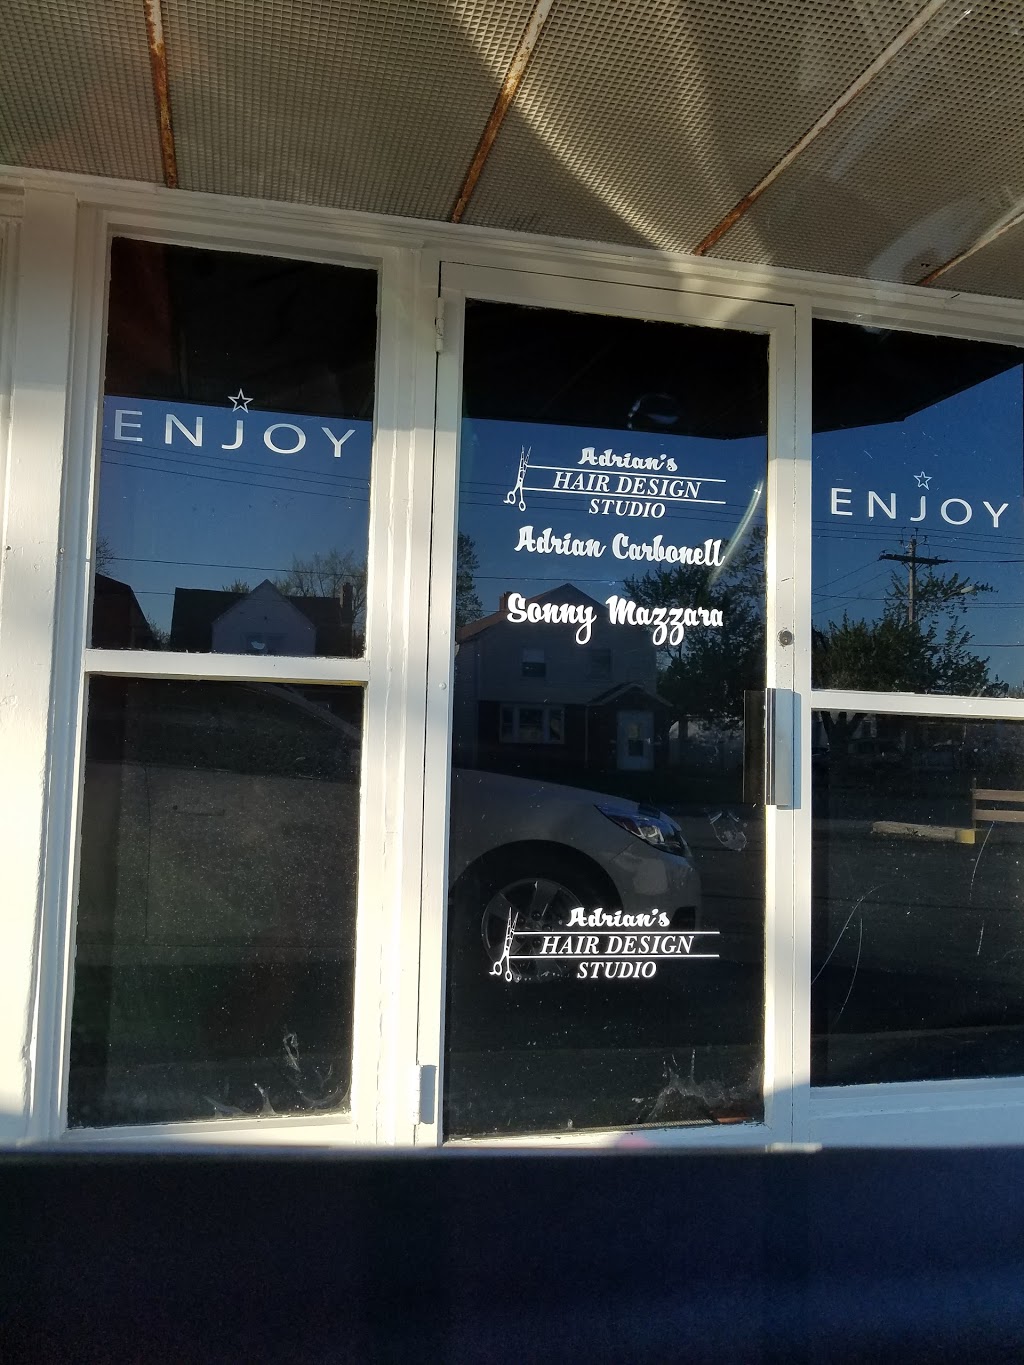 ENJOY
Adrian's
HAIR DESIGN
STUDIO
Adrian Carbonell
Sonny Mazzara
ENJOY
Adrian's
HAIR DESIGN
STUDIO